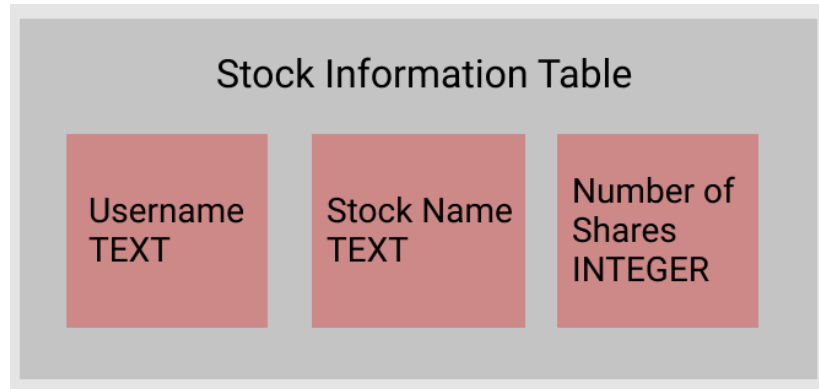 Stock Information Table
Username
TEXT
Stock Name
TEXT
Number of
Shares
INTEGER